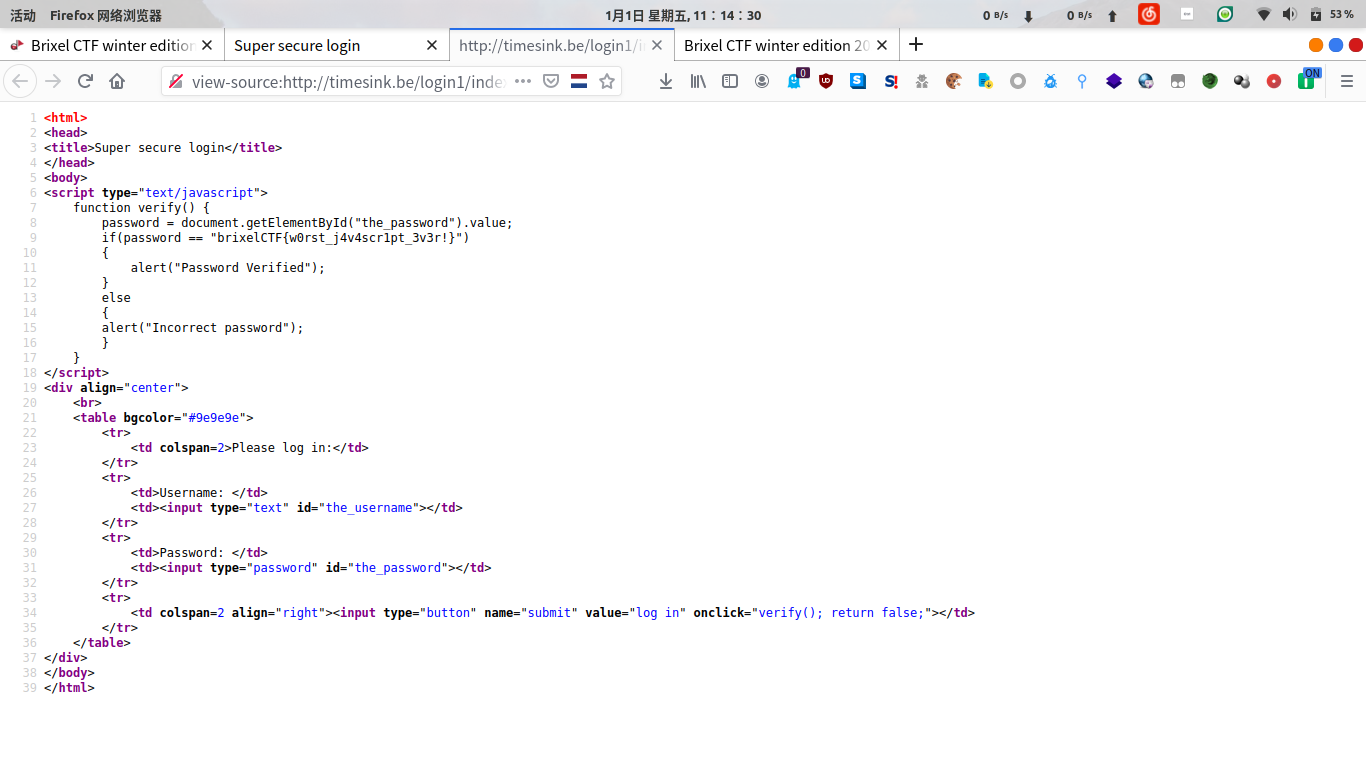 活动 Firefox 网络浏览器 1月1日 星期五, 11：14：30 0 B/s 0 B/s 53 %
Brixel CTF winter edition Super secure login http://timesink.be/login1/i Brixel CTF winter edition 20
view-source:http://timesink.be/login1/inde 0 S S! ON
1 <html>
2 <head>
3 <title>Super secure login</title>
4 </head>
5 <body>
6 <script type="text/javascript">
7     function verify() {
8         password = document.getElementById("the_password").value;
9         if(password == "brixelCTF{w0rst_j4v4scr1pt_3v3r!}")
10         {
11             alert("Password Verified");
12         }
13         else
14         {
15         alert("Incorrect password");
16         }
17     }
18 </script>
19 <div align="center">
20     <br>
21     <table bgcolor="#9e9e9e">
22         <tr>
23             <td colspan=2>Please log in:</td>
24         </tr>
25         <tr>
26             <td>Username: </td>
27             <td><input type="text" id="the_username"></td>
28         </tr>
29         <tr>
30             <td>Password: </td>
31             <td><input type="password" id="the_password"></td>
32         </tr>
33         <tr>
34             <td colspan=2 align="right"><input type="button" name="submit" value="log in" onclick="verify(); return false;"></td>
35         </tr>
36     </table>
37 </div>
38 </body>
39 </html>